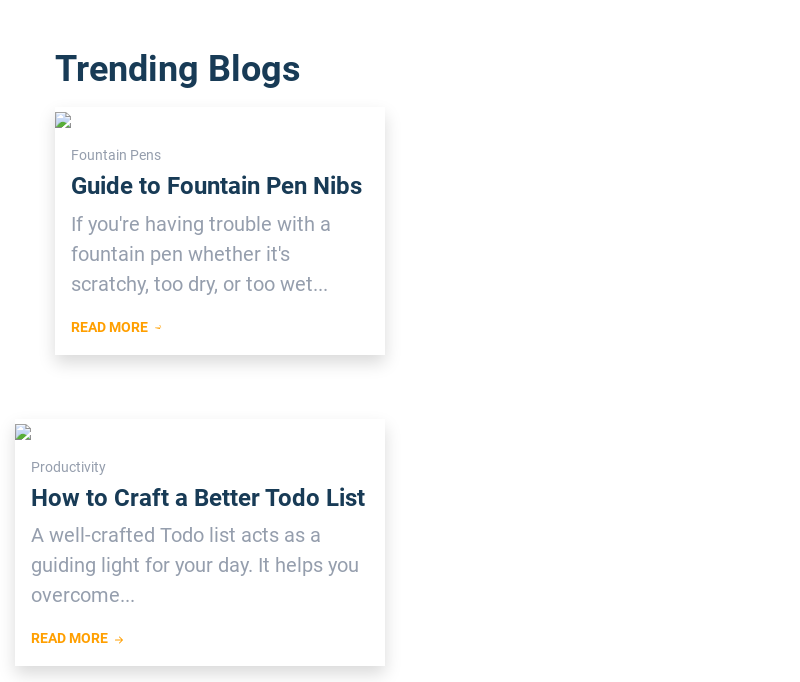 Trending Blogs
Fountain Pens
Guide to Fountain Pen Nibs
If you're having trouble with a
fountain pen whether it's
scratchy, too dry, or too wet...
READ MORE
Productivity
How to Craft a Better Todo List
A well-crafted Todo list acts as a
guiding light for your day. It helps you
overcome...
READ MORE →